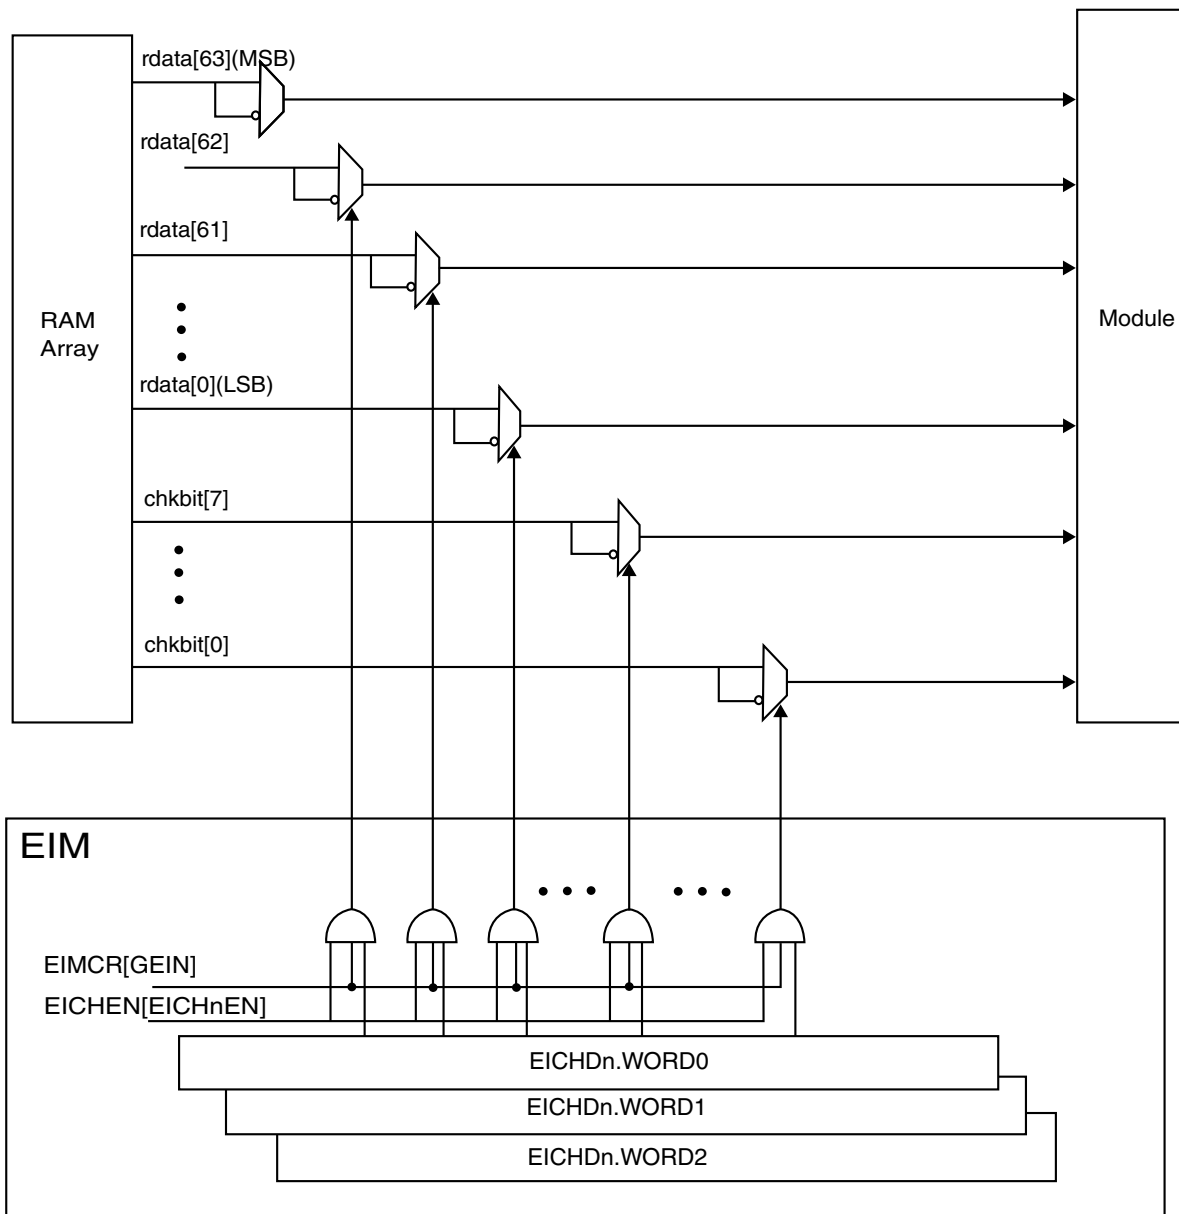 rdata[63](MSB)
rdata[62]
rdata[61]
RAM
Array
Module
rdata[0](LSB)
chkbit[7]
chkbit[0]
EIM
EIMCR[GEIN]
EICHEN[EICHnEN]
EICHDn.WORD0
EICHDn.WORD1
EICHDn.WORD2